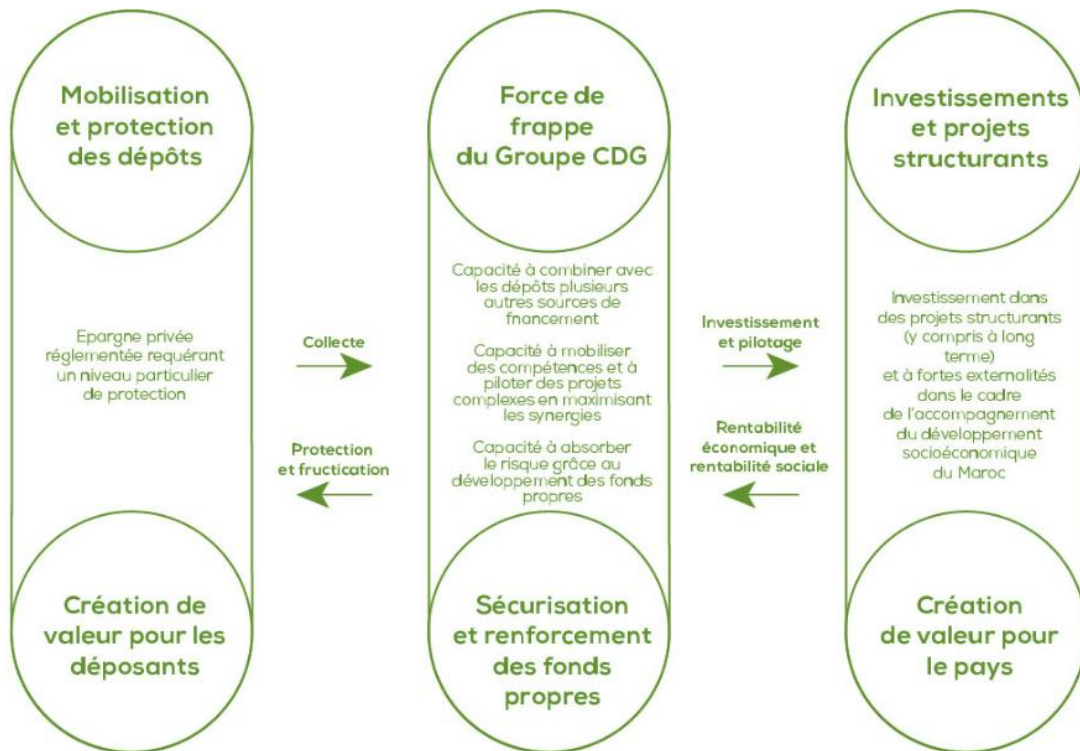 Mobilisation
et protection
des dépôts
Epargne privée
réglementée requérant
un niveau particulier
de protection
Création de
valeur pour les
déposants
Collecte
Protection
et fructication
Force de
frappe
du Groupe CDG
Capacité à combiner avec
les dépôts plusieurs
autres sources de
fnancement
Capacité à mobiliser
des compétences et à
piloter des projets
complexes en maximisant
les synergies
Capacité à absorber
le risque grâce au
développement des fonds
propres
Sécurisation
et renforcement
des fonds
propres
Investissement
et pilotage
Rentabilité
économique et
rentabilité sociale
Investissements
et projets
structurants
Investissement dans
des projets structurants
(y compris à long
terme)
et à fortes externalités
dans le cadre
de l'accompagnement
du développement
socioéconomique
du Maroc
Création
de valeur pour
le pays